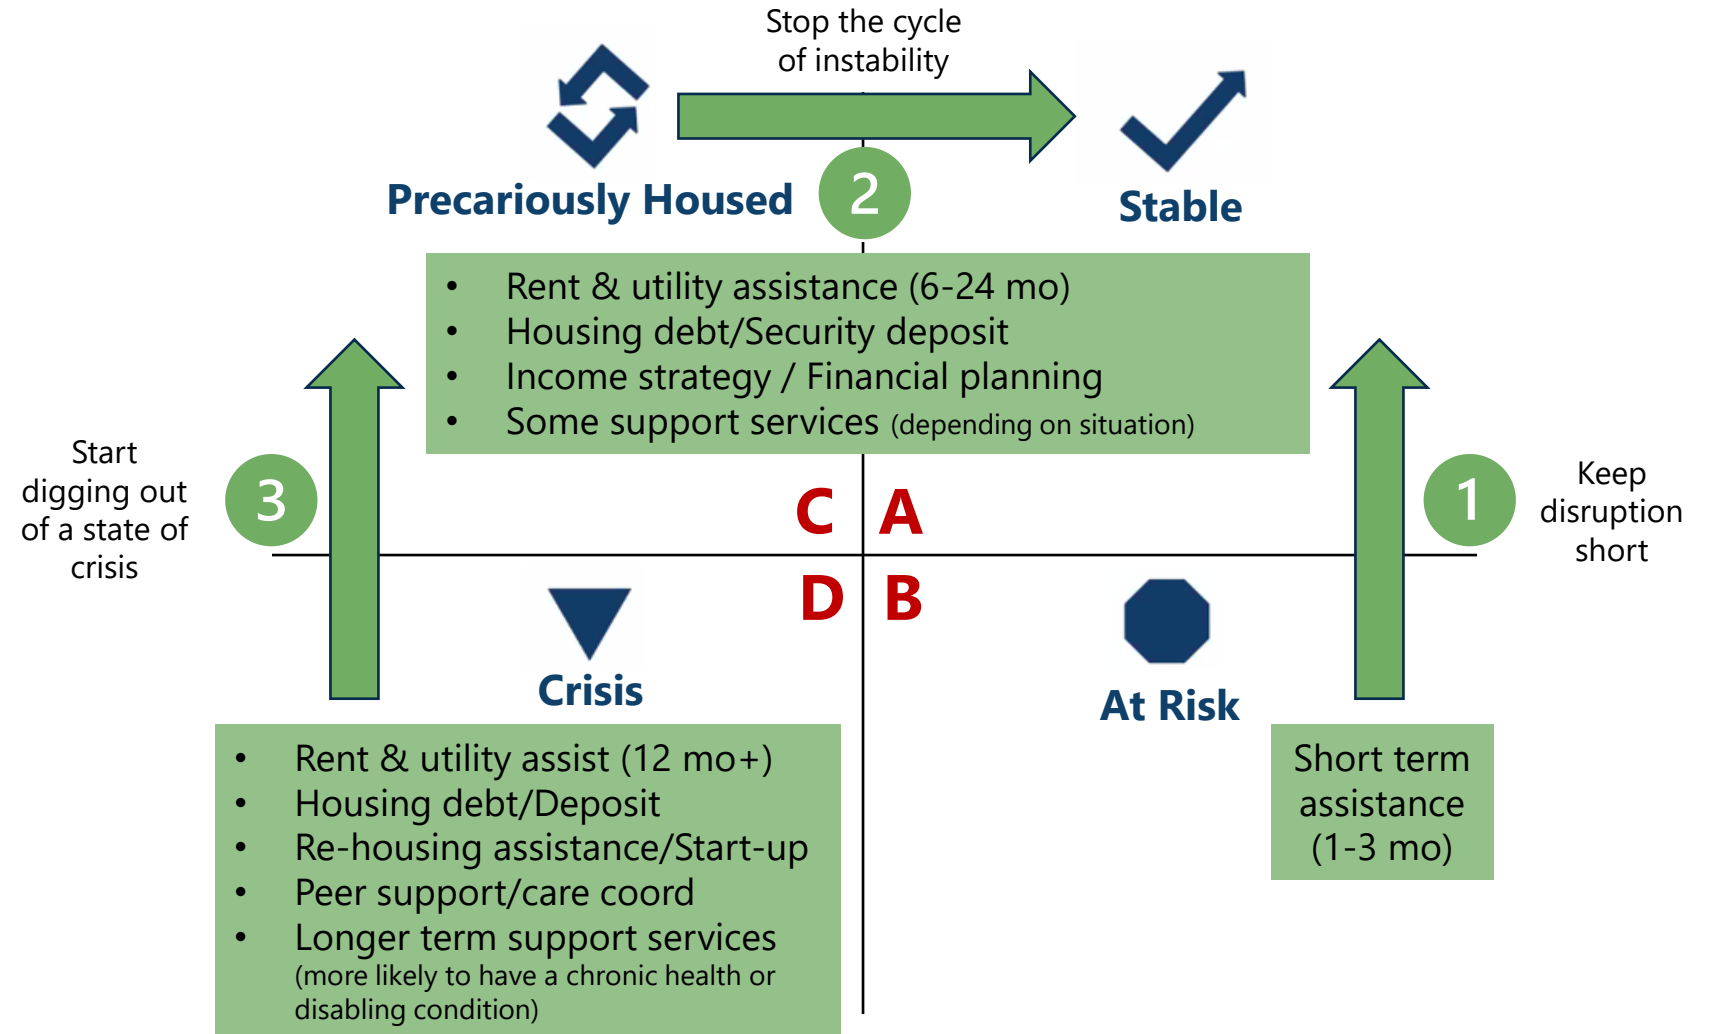 Stop the cycle
of instability
Precariously Housed
2
Stable
• Rent & utility assistance (6-24 mo)
• Housing debt/Security deposit
• Income strategy / Financial planning
• Some support services (depending on situation)
Start
digging out
of a state of
crisis
3
C A
1
Keep
disruption
short
D B
Crisis
At Risk
• Rent & utility assist (12 mo+)
• Housing debt/Deposit
• Re-housing assistance/Start-up
• Peer support/care coord
• Longer term support services
(more likely to have a chronic health or
disabling condition)
Short term
assistance
(1-3 mo)